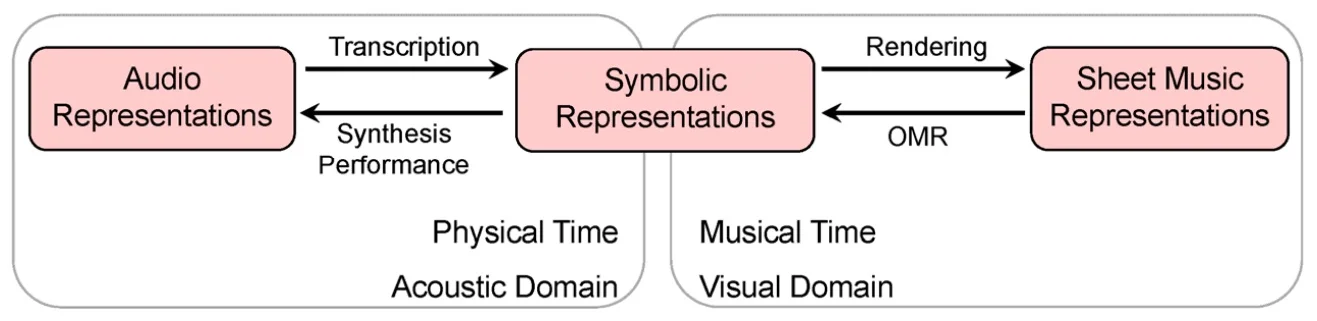 Audio
Representations
Transcription
Synthesis
Performance
Symbolic
Representations
Rendering
OMR
Sheet Music
Representations
Physical Time
Acoustic Domain
Musical Time
Visual Domain